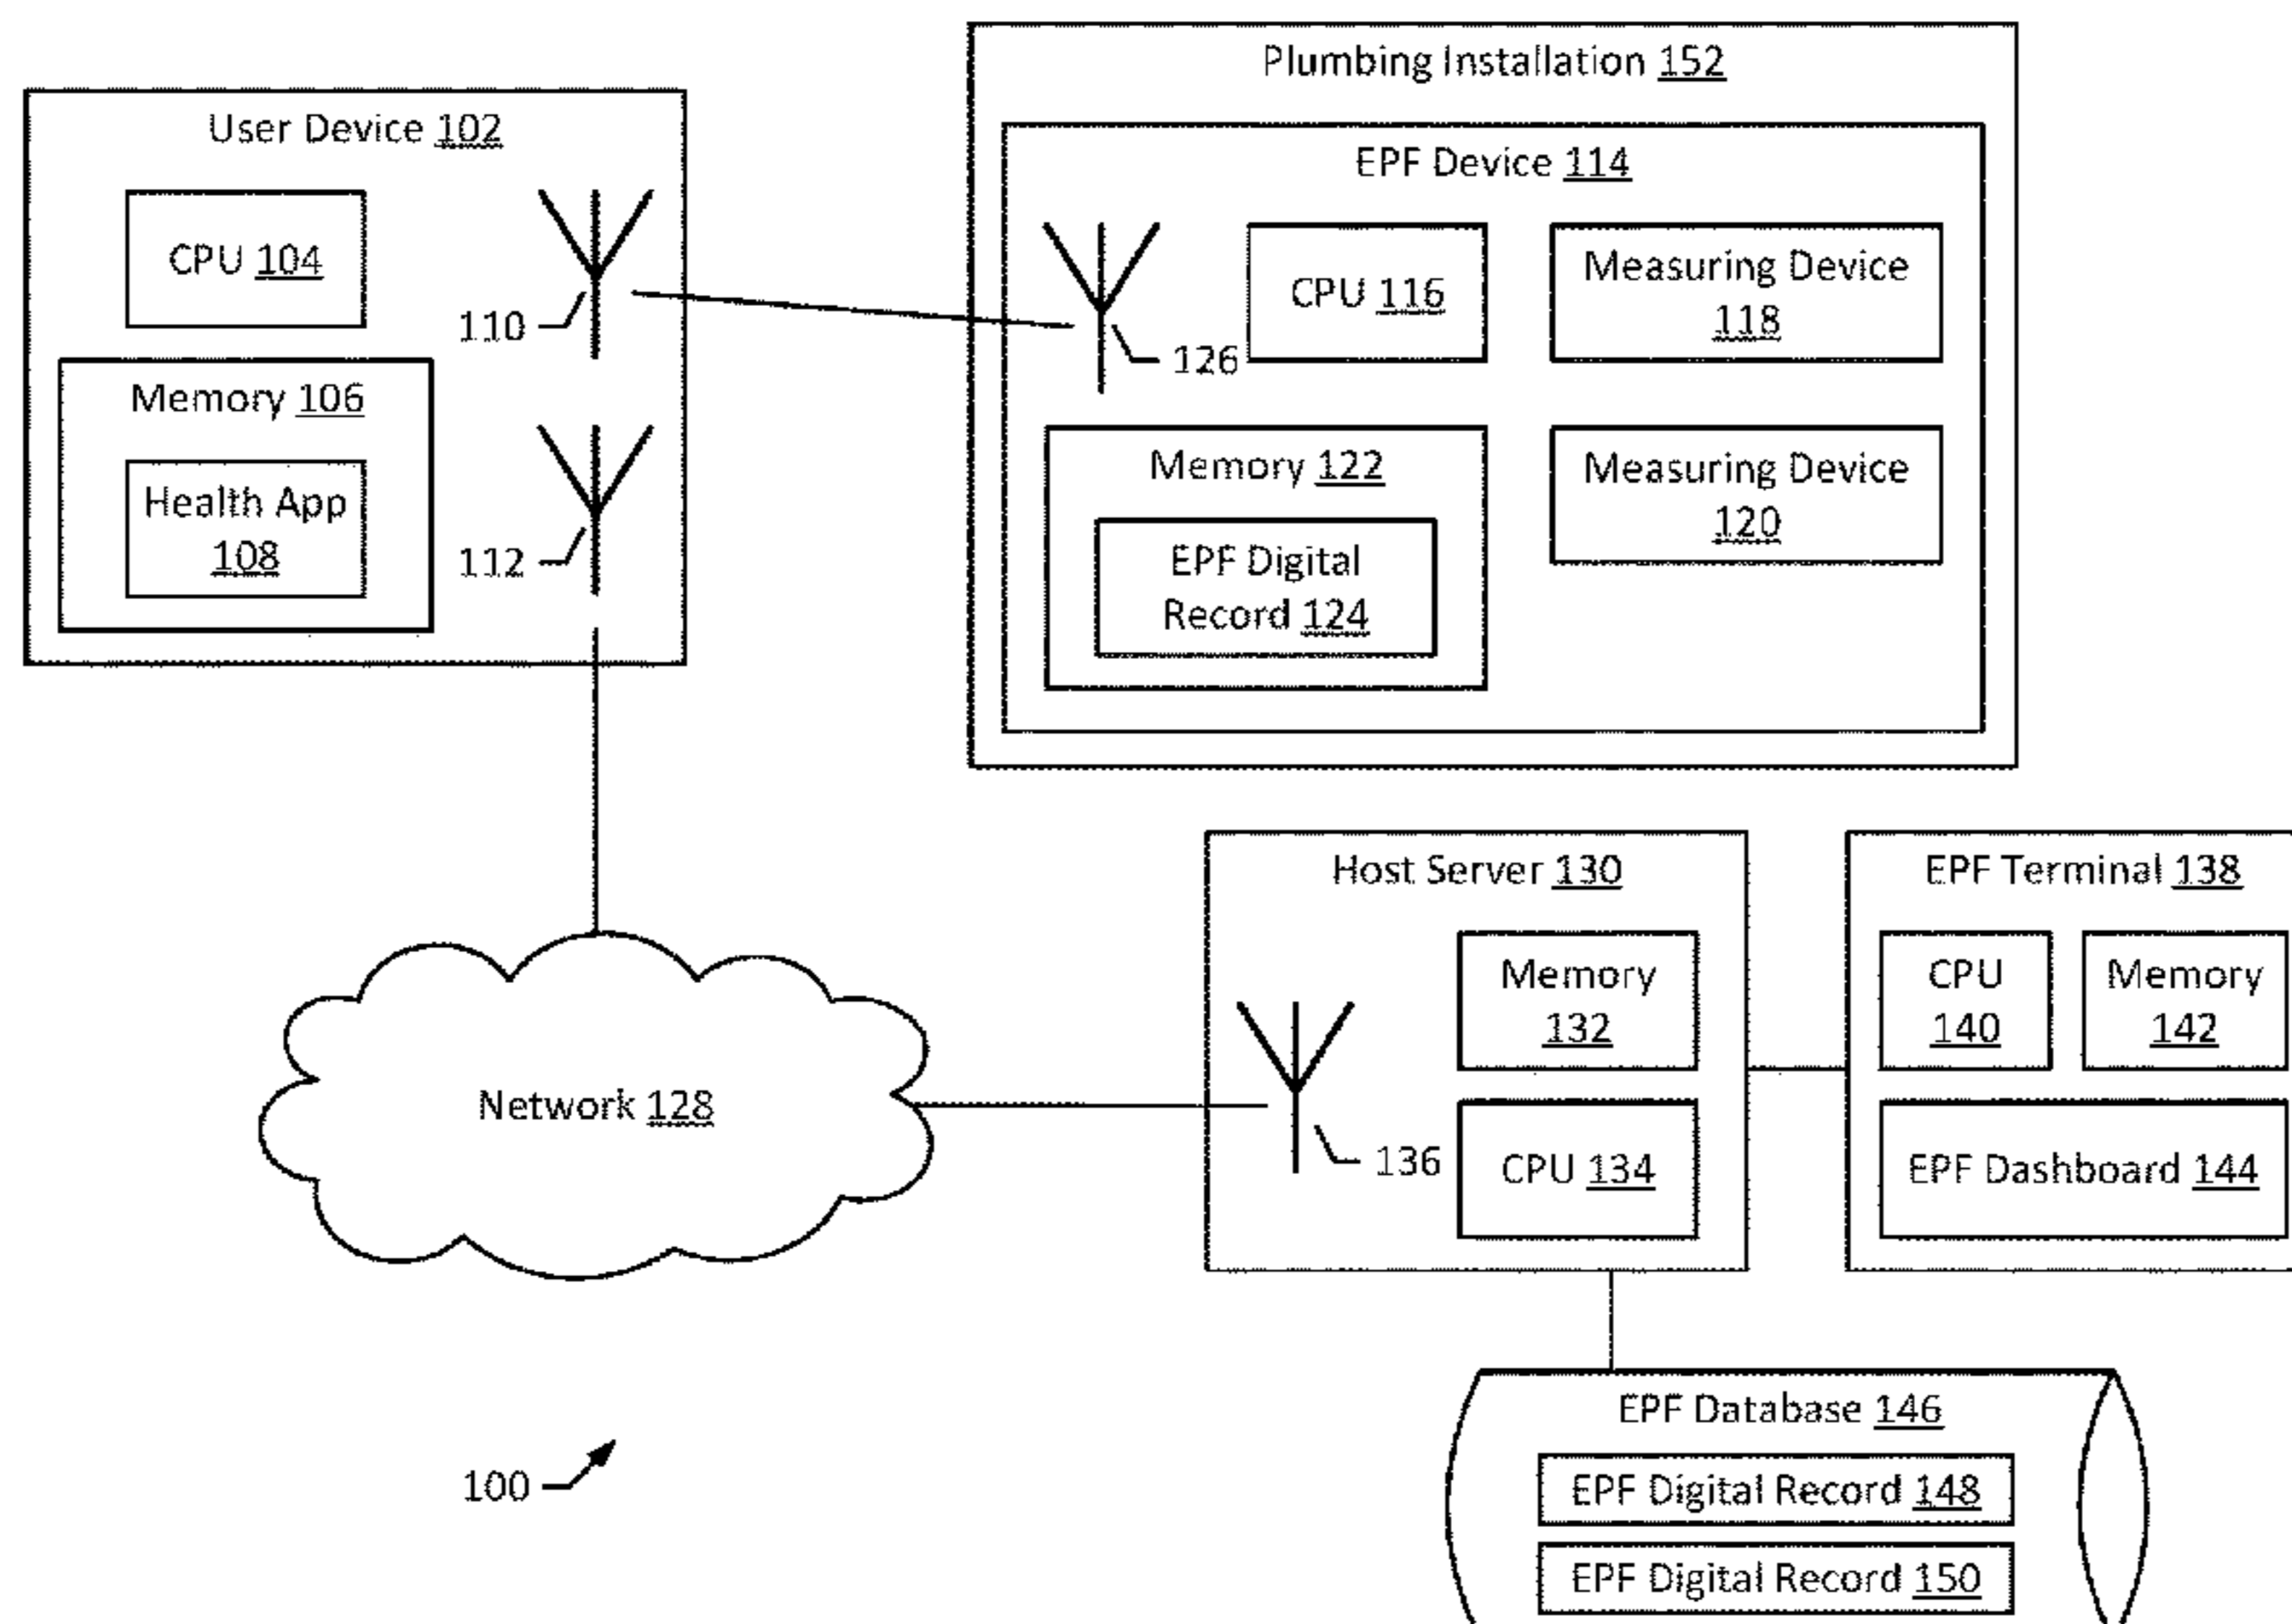 Plumbing Installation 152
User Device 102
EPF Device 114
CPU 104
110
126
CPU 116
Measuring Device
118
Memory 106
Health App
108
112
Memory 122
EPF Digital
Record 124
Measuring Device
120
Host Server 130
EPF Terminal 138
Memory
132
CPU
140
Memory
142
Network 128
136
CPU 134
EPF Dashboard 144
EPF Database 146
100
EPF Digital Record 148
EPF Digital Record 150